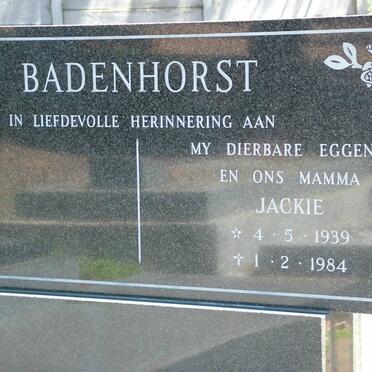 BADENHORST
IN LIEFDEVOLLE HERINNERING AAN
MY DIERBARE EGGEN
EN ONS MAMMA
JACKIE
☆ 4 · 5 · 1939
✝ 1 · 2 · 1984